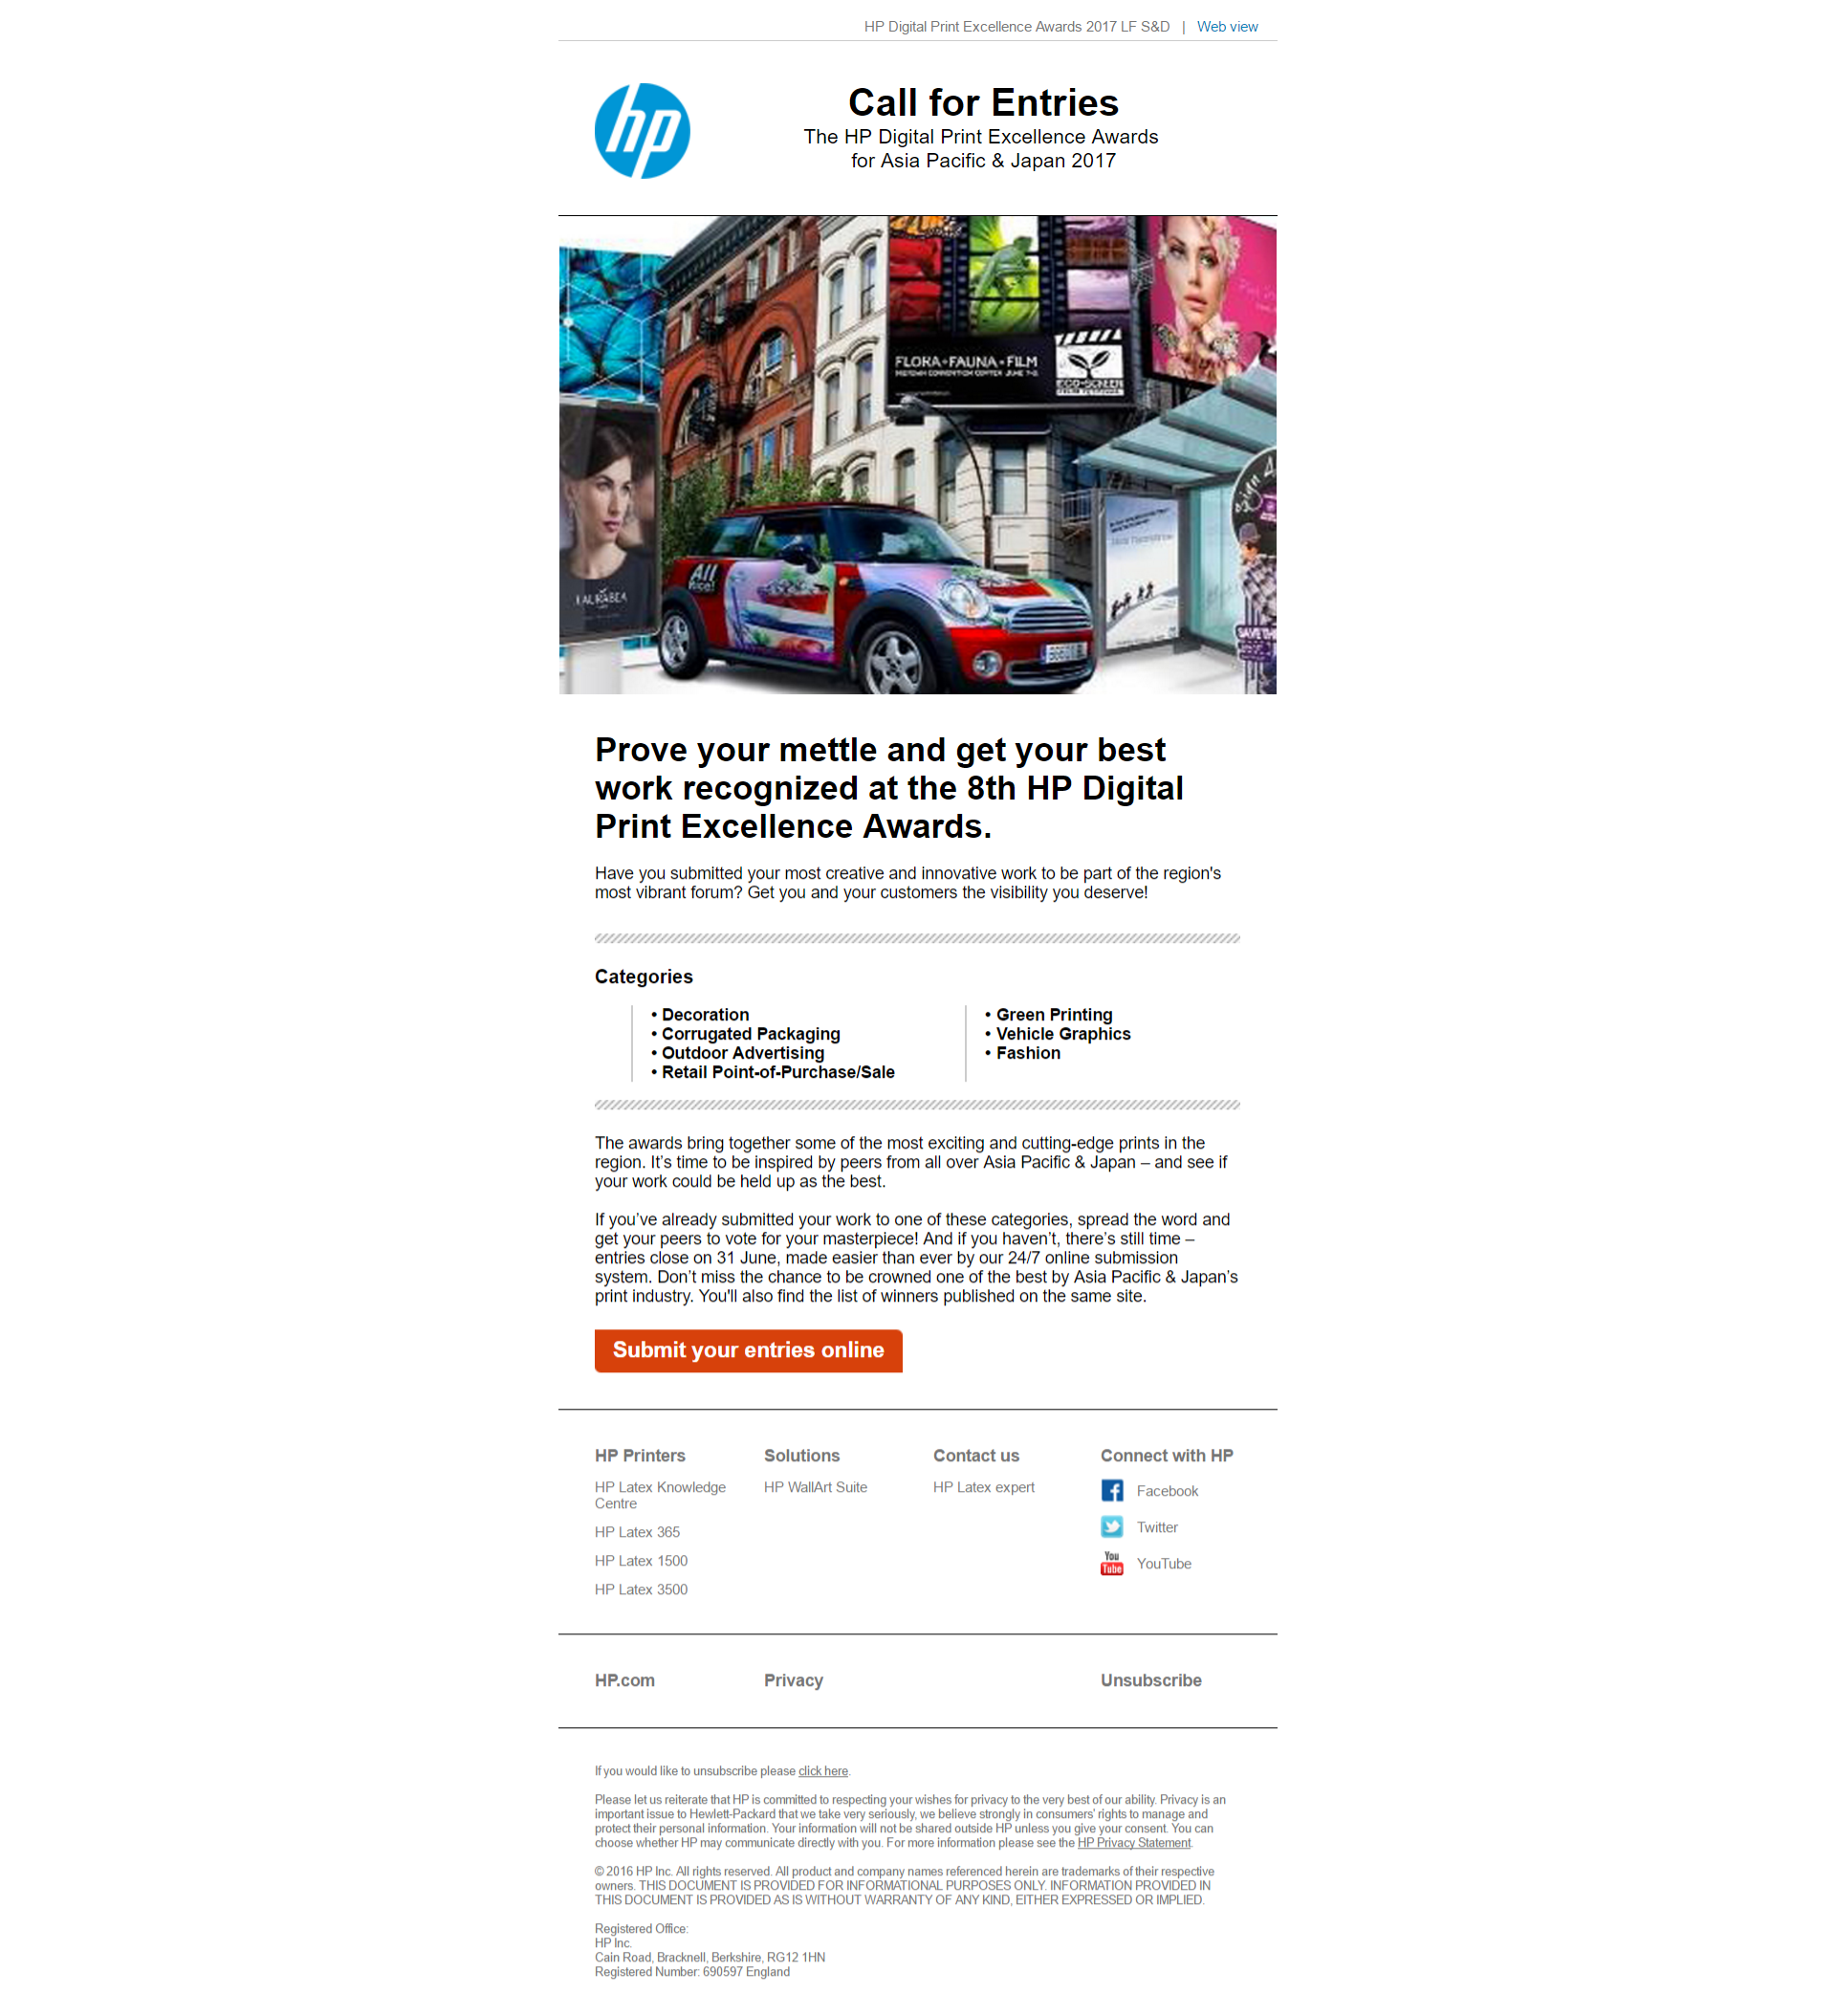 HP Digital Print Excellence Awards 2017 LF S&D | Web view
hp
Call for Entries
The HP Digital Print Excellence Awards
for Asia Pacific & Japan 2017
FLORA+FAUNA+FILM
MIDTOWN CONVENTION CENTER JUNE 7-8
ECO-SCREEN
All
SAVE TH
Prove your mettle and get your best
work recognized at the 8th HP Digital
Print Excellence Awards.
Have you submitted your most creative and innovative work to be part of the region's
most vibrant forum? Get you and your customers the visibility you deserve!
Categories
• Decoration
• Corrugated Packaging
• Outdoor Advertising
• Retail Point-of-Purchase/Sale
• Green Printing
• Vehicle Graphics
• Fashion
The awards bring together some of the most exciting and cutting-edge prints in the
region. It’s time to be inspired by peers from all over Asia Pacific & Japan – and see if
your work could be held up as the best.
If you’ve already submitted your work to one of these categories, spread the word and
get your peers to vote for your masterpiece! And if you haven’t, there’s still time –
entries close on 31 June, made easier than ever by our 24/7 online submission
system. Don’t miss the chance to be crowned one of the best by Asia Pacific & Japan’s
print industry. You'll also find the list of winners published on the same site.
Submit your entries online
HP Printers
HP Latex Knowledge
Centre
HP Latex 365
HP Latex 1500
HP Latex 3500
Solutions
HP WallArt Suite
Contact us
HP Latex expert
Connect with HP
Facebook
Twitter
You
Tube
YouTube
HP.com
Privacy
Unsubscribe
If you would like to unsubscribe please click here.
Please let us reiterate that HP is committed to respecting your wishes for privacy to the very best of our ability. Privacy is an
important issue to Hewlett-Packard that we take very seriously, we believe strongly in consumers' rights to manage and
protect their personal information. Your information will not be shared outside HP unless you give your consent. You can
choose whether HP may communicate directly with you. For more information please see the HP Privacy Statement.
© 2016 HP Inc. All rights reserved. All product and company names referenced herein are trademarks of their respective
owners. THIS DOCUMENT IS PROVIDED FOR INFORMATIONAL PURPOSES ONLY. INFORMATION PROVIDED IN
THIS DOCUMENT IS PROVIDED AS IS WITHOUT WARRANTY OF ANY KIND, EITHER EXPRESSED OR IMPLIED.
Registered Office:
HP Inc.
Cain Road, Bracknell, Berkshire, RG12 1HN
Registered Number: 690597 England